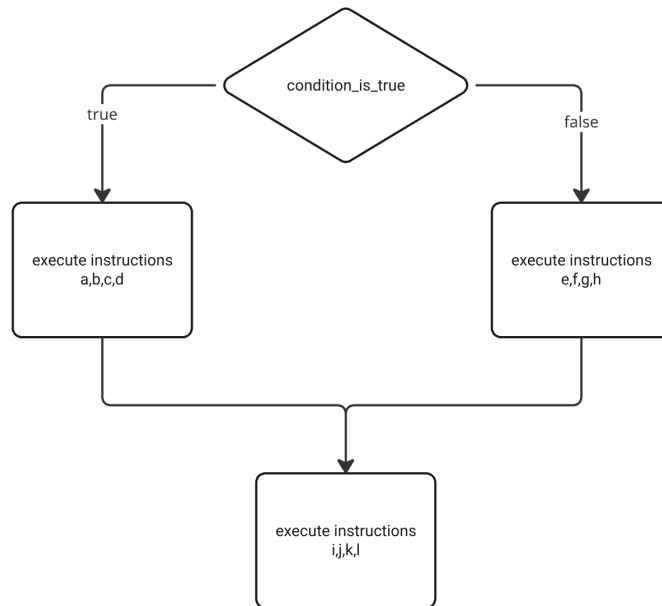 condition_is_true
true
false
execute instructions
a,b,c,d
execute instructions
e,f,g,h
execute instructions
i,j,k,l